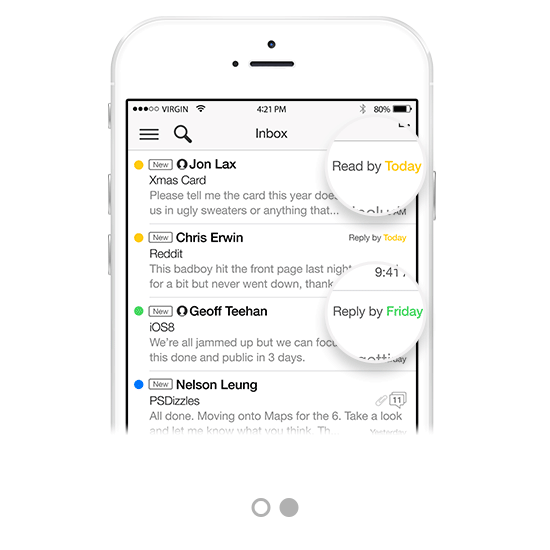 VIRGIN 4:21 PM 80%
Inbox
New Jon Lax
Read by Today
Xmas Card
Please tell me the card this year does
us in ugly sweaters or anything that... AM
New Chris Erwin Reply by Today
Reddit
This badboy hit the front page last night 9:41
for a bit but never went down, thank
New Geoff Teehan Reply by Friday
iOS8
We're all jammed up but we can focu
this done and public in 3 days.
New Nelson Leung
PSDizzles 11
All done. Moving onto Maps for the 6. Take a look
and let me know what you think. Th... Yesterday